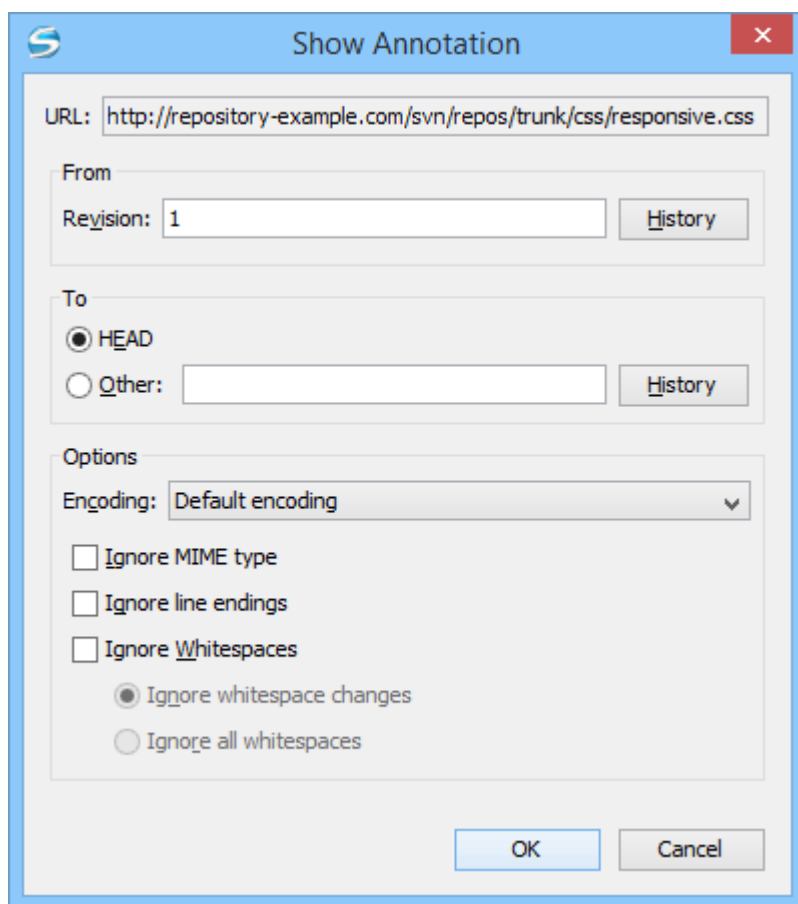 Show Annotation
URL: http://repository-example.com/svn/repos/trunk/css/responsive.css
From
Revision: 1 History
To
HEAD
Other: History
Options
Encoding: Default encoding
Ignore MIME type
Ignore line endings
Ignore Whitespaces
Ignore whitespace changes
Ignore all whitespaces
OK Cancel